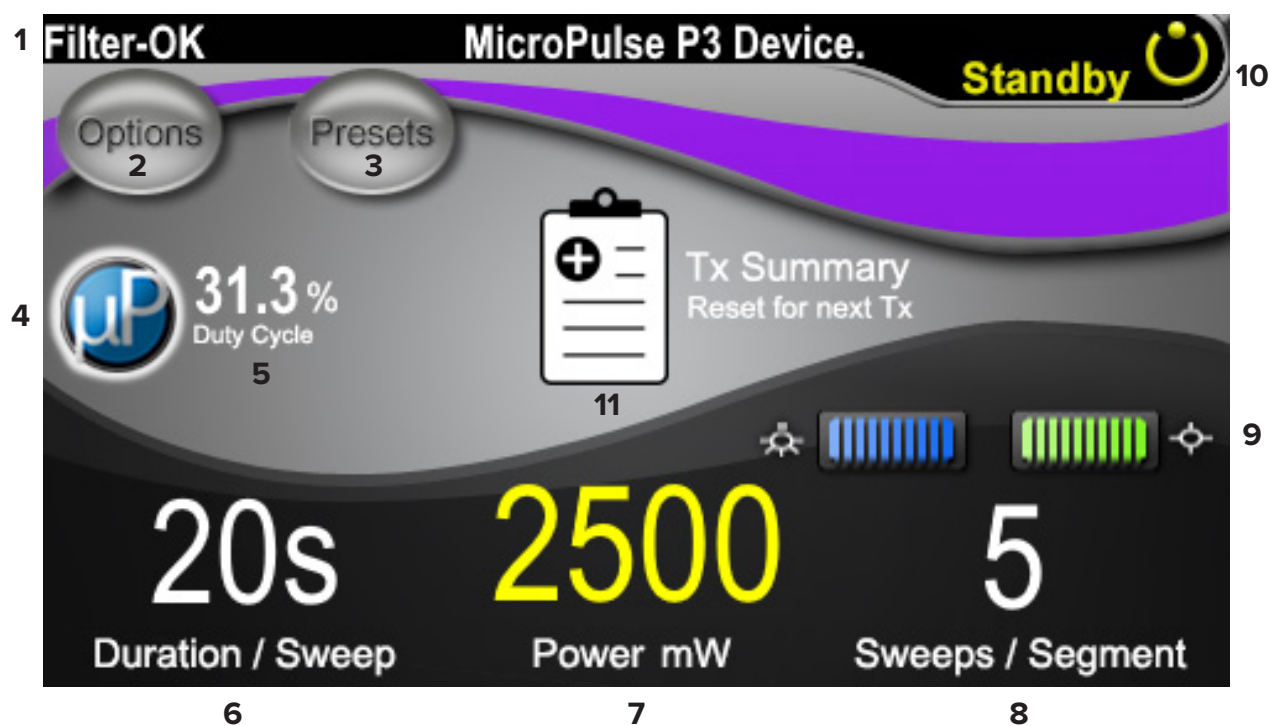 1
Filter-OK
MicroPulse P3 Device.
Standby
10
Options
2
Presets
3
4
µP
31.3 %
Duty Cycle
5
Tx Summary
Reset for next Tx
11
9
20s
2500
5
Duration / Sweep
Power mW
Sweeps / Segment
6
7
8